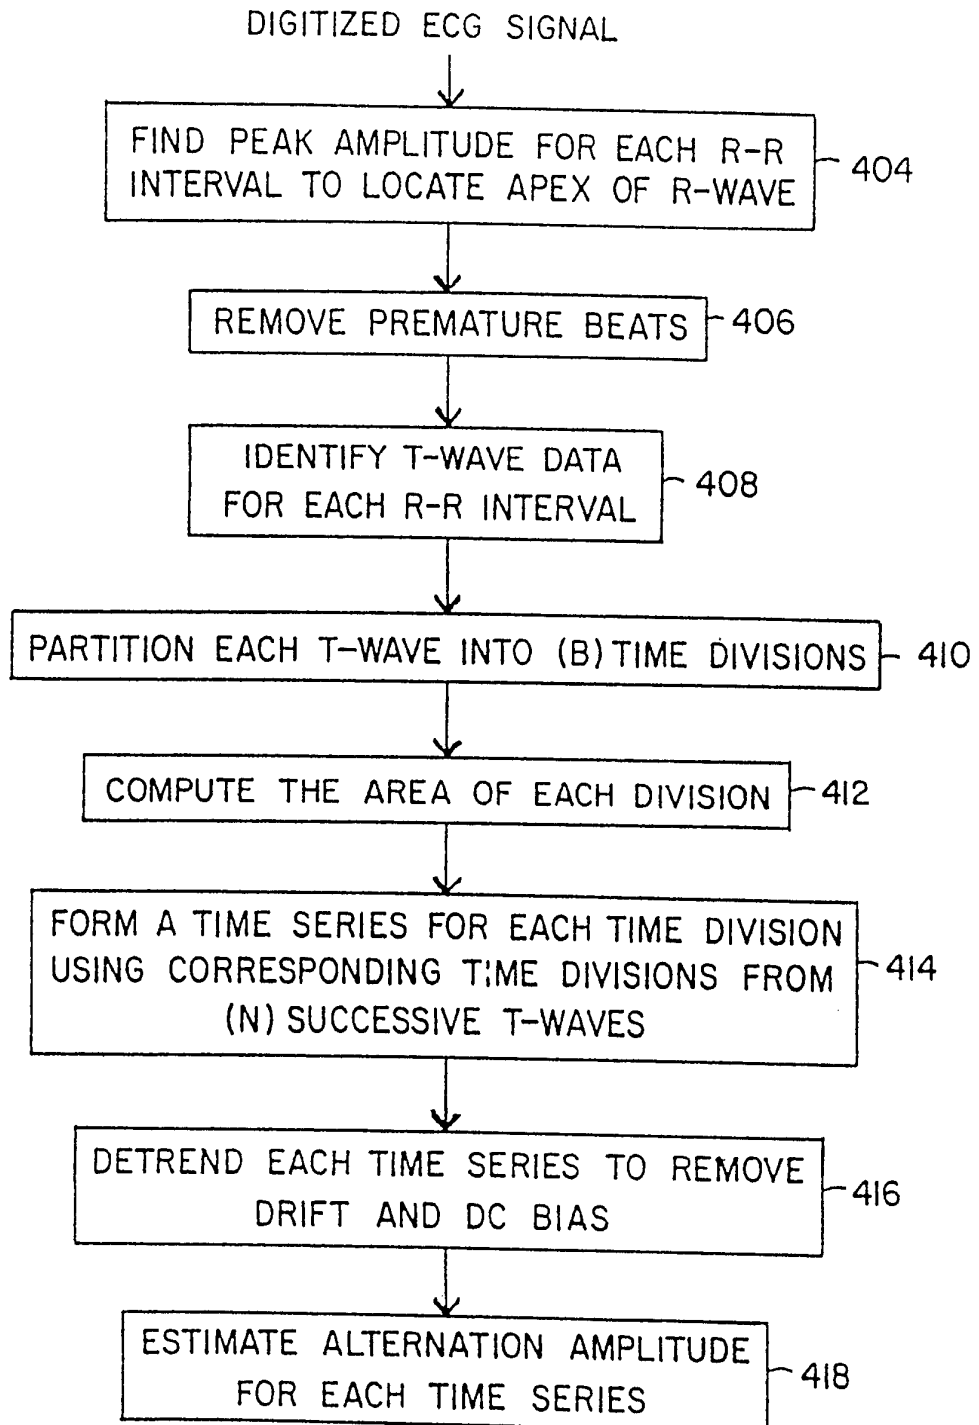 DIGITIZED ECG SIGNAL
FIND PEAK AMPLITUDE FOR EACH R-R
INTERVAL TO LOCATE APEX OF R-WAVE
404
REMOVE PREMATURE BEATS
406
IDENTIFY T-WAVE DATA
FOR EACH R-R INTERVAL
408
PARTITION EACH T-WAVE INTO (B) TIME DIVISIONS
410
COMPUTE THE AREA OF EACH DIVISION
412
FORM A TIME SERIES FOR EACH TIME DIVISION
USING CORRESPONDING TIME DIVISIONS FROM
(N) SUCCESSIVE T-WAVES
414
DETREND EACH TIME SERIES TO REMOVE
DRIFT AND DC BIAS
416
ESTIMATE ALTERNATION AMPLITUDE
FOR EACH TIME SERIES
418